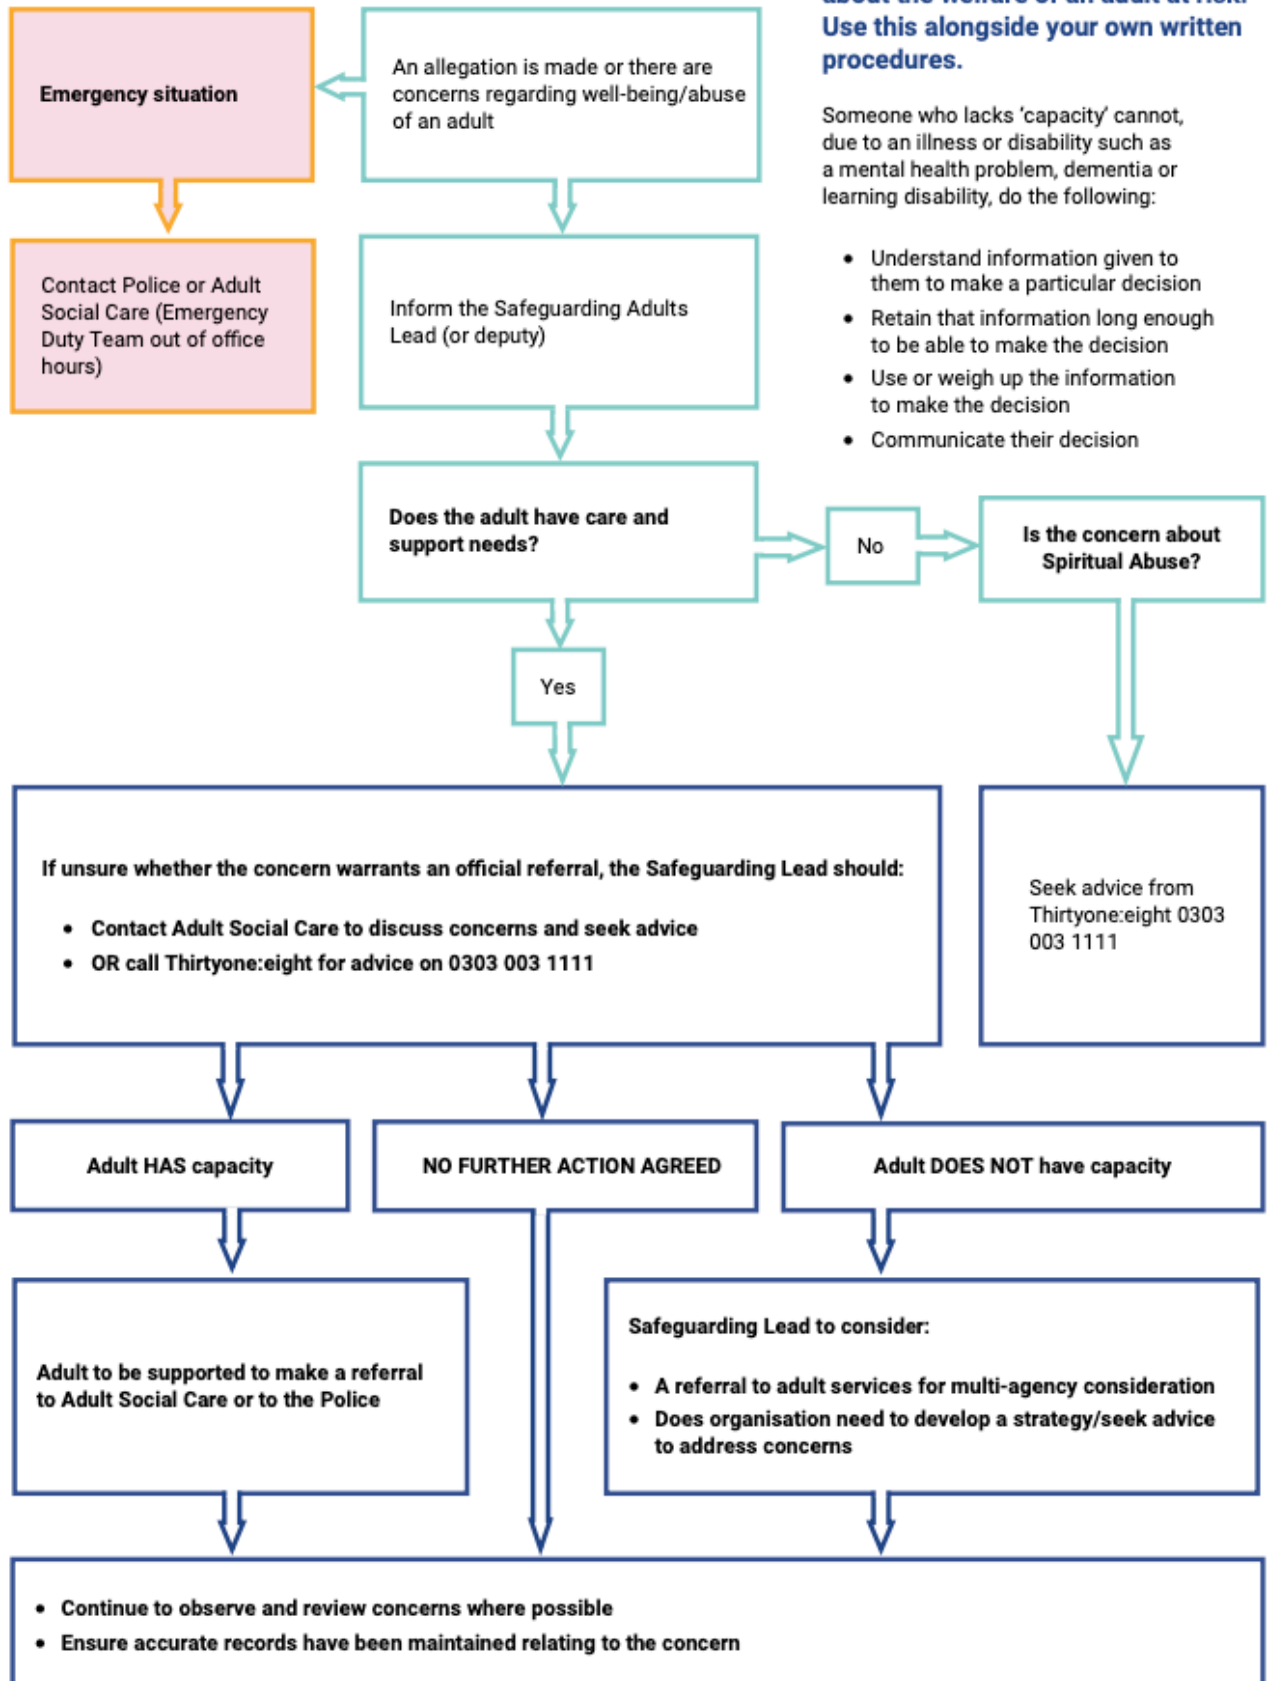 about the welfare of an adult at risk.
Use this alongside your own written
procedures.
Emergency situation
An allegation is made or there are
concerns regarding well-being/abuse
of an adult
Someone who lacks ‘capacity’ cannot,
due to an illness or disability such as
a mental health problem, dementia or
learning disability, do the following:
• Understand information given to
them to make a particular decision
• Retain that information long enough
to be able to make the decision
• Use or weigh up the information
to make the decision
• Communicate their decision
Contact Police or Adult
Social Care (Emergency
Duty Team out of office
hours)
Inform the Safeguarding Adults
Lead (or deputy)
Does the adult have care and
support needs?
No
Is the concern about
Spiritual Abuse?
Yes
If unsure whether the concern warrants an official referral, the Safeguarding Lead should:
• Contact Adult Social Care to discuss concerns and seek advice
• OR call Thirtyone:eight for advice on 0303 003 1111
Seek advice from
Thirtyone:eight 0303
003 1111
Adult HAS capacity
NO FURTHER ACTION AGREED
Adult DOES NOT have capacity
Adult to be supported to make a referral
to Adult Social Care or to the Police
Safeguarding Lead to consider:
• A referral to adult services for multi-agency consideration
• Does organisation need to develop a strategy/seek advice
to address concerns
• Continue to observe and review concerns where possible
• Ensure accurate records have been maintained relating to the concern